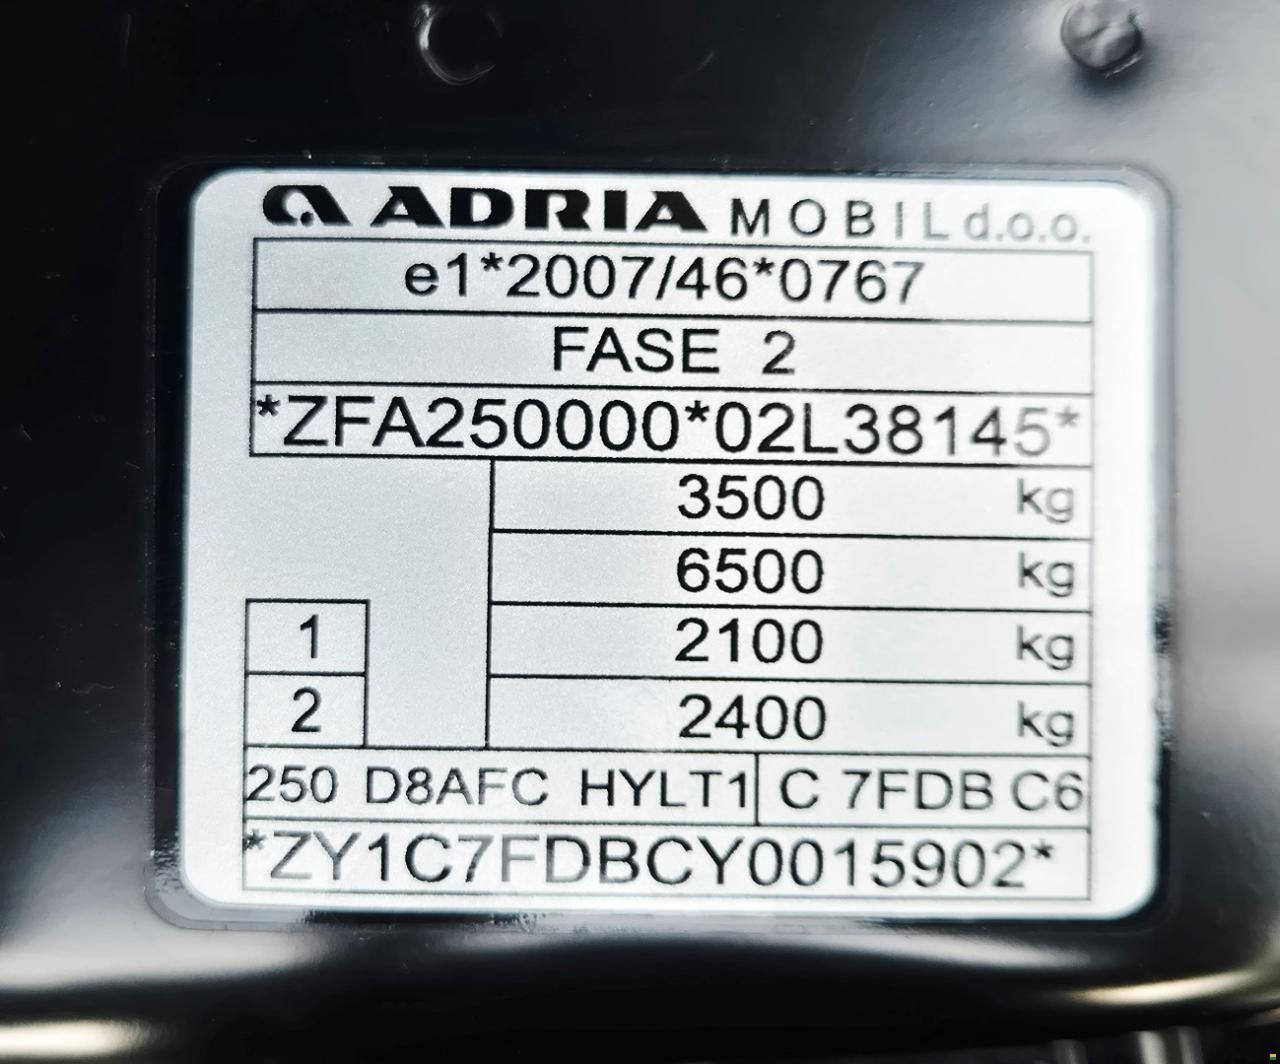 ADRIA MOBIL d.o.o.
e1*2007/46*0767
FASE 2
*ZFA250000*02L38145*
3500 kg
6500 kg
1 2100 kg
2 2400 kg
250 D8AFC HYLT1 C 7FDB C6
*ZY1C7FDBCY0015902*